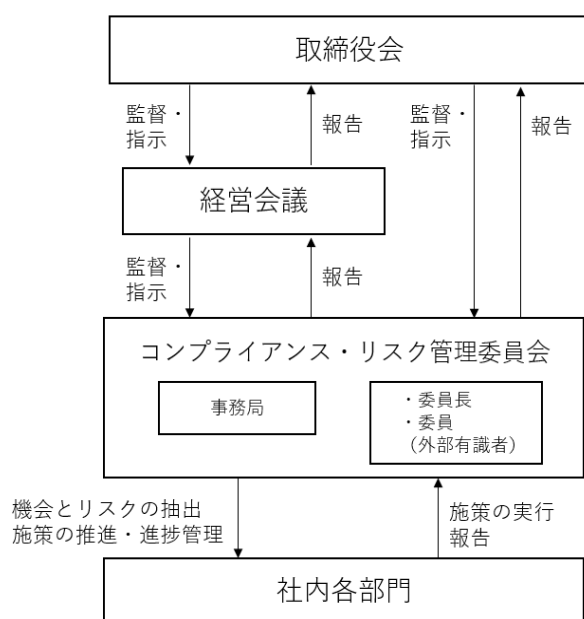 取締役会
監督・
指示
報告
監督・
指示
報告
経営会議
監督・
指示
報告
コンプライアンス・リスク管理委員会
事務局
・委員長
・委員
（外部有識者）
機会とリスクの抽出
施策の推進・進捗管理
施策の実行
報告
社内各部門